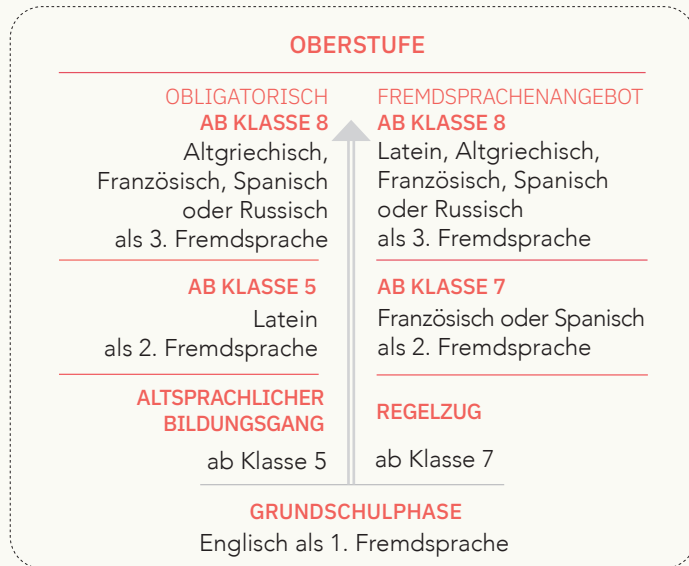 OBERSTUFE
OBLIGATORISCH
AB KLASSE 8
Altgriechisch,
Französisch, Spanisch
oder Russisch
als 3. Fremdsprache
FREMDSPRACHENANGEBOT
AB KLASSE 8
Latein, Altgriechisch,
Französisch, Spanisch
oder Russisch
als 3. Fremdsprache
AB KLASSE 5
Latein
als 2. Fremdsprache
AB KLASSE 7
Französisch oder Spanisch
als 2. Fremdsprache
ALTSPRACHLICHER
BILDUNGSGANG
ab Klasse 5
REGELZUG
ab Klasse 7
GRUNDSCHULPHASE
Englisch als 1. Fremdsprache